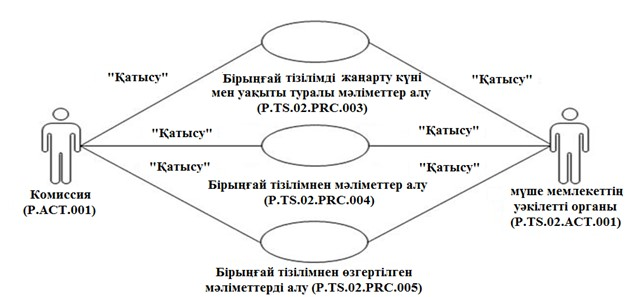 "Қатысу"
"Қатысу"
Бірыңғай тізілімді жаңарту күні
мен уақыты туралы мәліметтер алу
(P.TS.02.PRC.003)
"Қатысу"
"Қатысу"
"Қатысу"
"Қатысу"
Бірыңғай тізілімнен мәліметтер алу
(P.TS.02.PRC.004)
Комиссия
(P.ACT.001)
мүше мемлекеттің
уәкілетті органы
(P.TS.02.ACT.001)
Бірыңғай тізілімнен өзгертілген
мәліметтерді алу (P.TS.02.PRC.005)